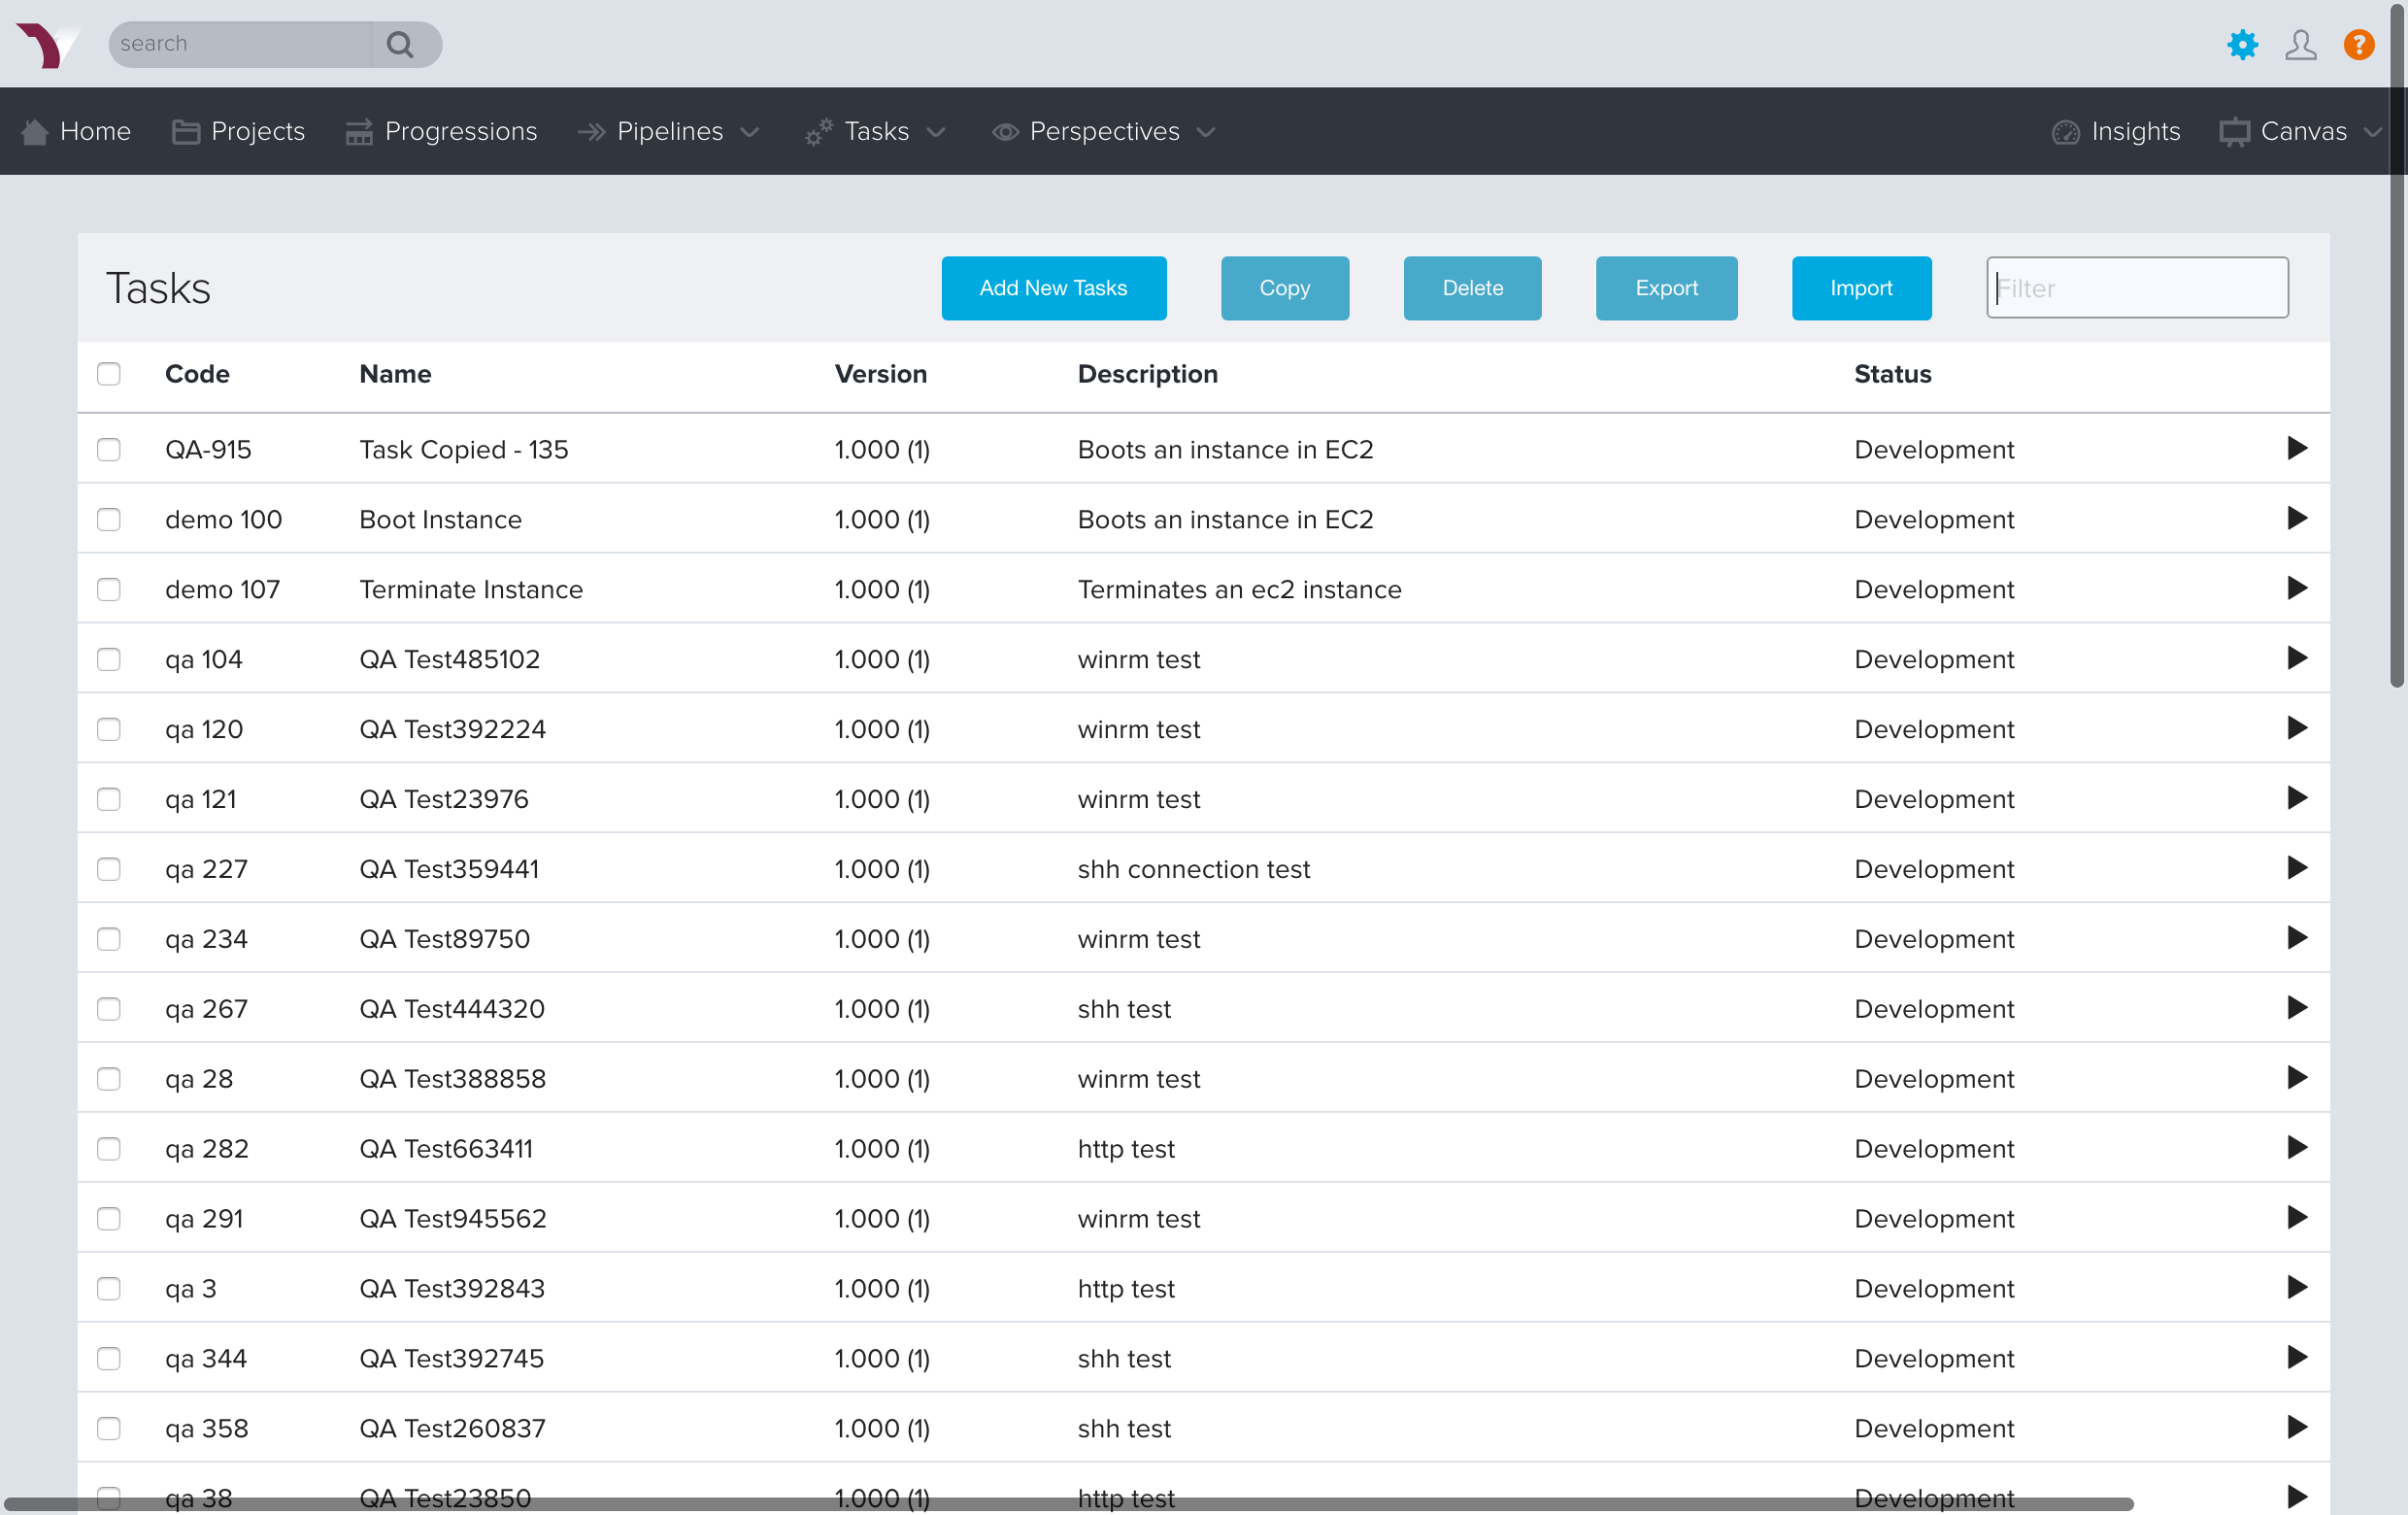 search
?
Home Projects Progressions Pipelines Tasks Perspectives Insights Canvas
Tasks Add New Tasks Copy Delete Export Import Filter
Code Name Version Description Status
QA-915 Task Copied - 135 1.000 (1) Boots an instance in EC2 Development
demo 100 Boot Instance 1.000 (1) Boots an instance in EC2 Development
demo 107 Terminate Instance 1.000 (1) Terminates an ec2 instance Development
qa 104 QA Test485102 1.000 (1) winrm test Development
qa 120 QA Test392224 1.000 (1) winrm test Development
qa 121 QA Test23976 1.000 (1) winrm test Development
qa 227 QA Test359441 1.000 (1) shh connection test Development
qa 234 QA Test89750 1.000 (1) winrm test Development
qa 267 QA Test444320 1.000 (1) shh test Development
qa 28 QA Test388858 1.000 (1) winrm test Development
qa 282 QA Test663411 1.000 (1) http test Development
qa 291 QA Test945562 1.000 (1) winrm test Development
qa 3 QA Test392843 1.000 (1) http test Development
qa 344 QA Test392745 1.000 (1) shh test Development
qa 358 QA Test260837 1.000 (1) shh test Development
qa 38 QA Test23850 1.000 (1) http test Development